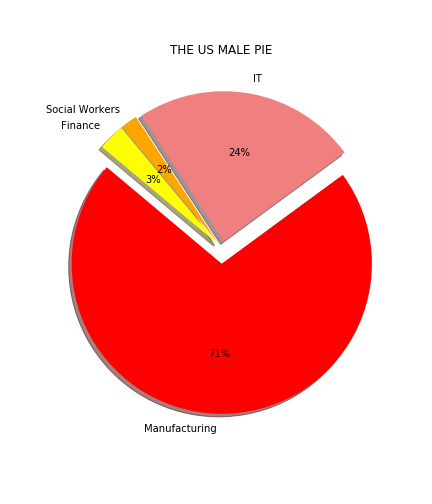 THE US MALE PIE
IT
Social Workers
Finance
24%
2%
3%
71%
Manufacturing